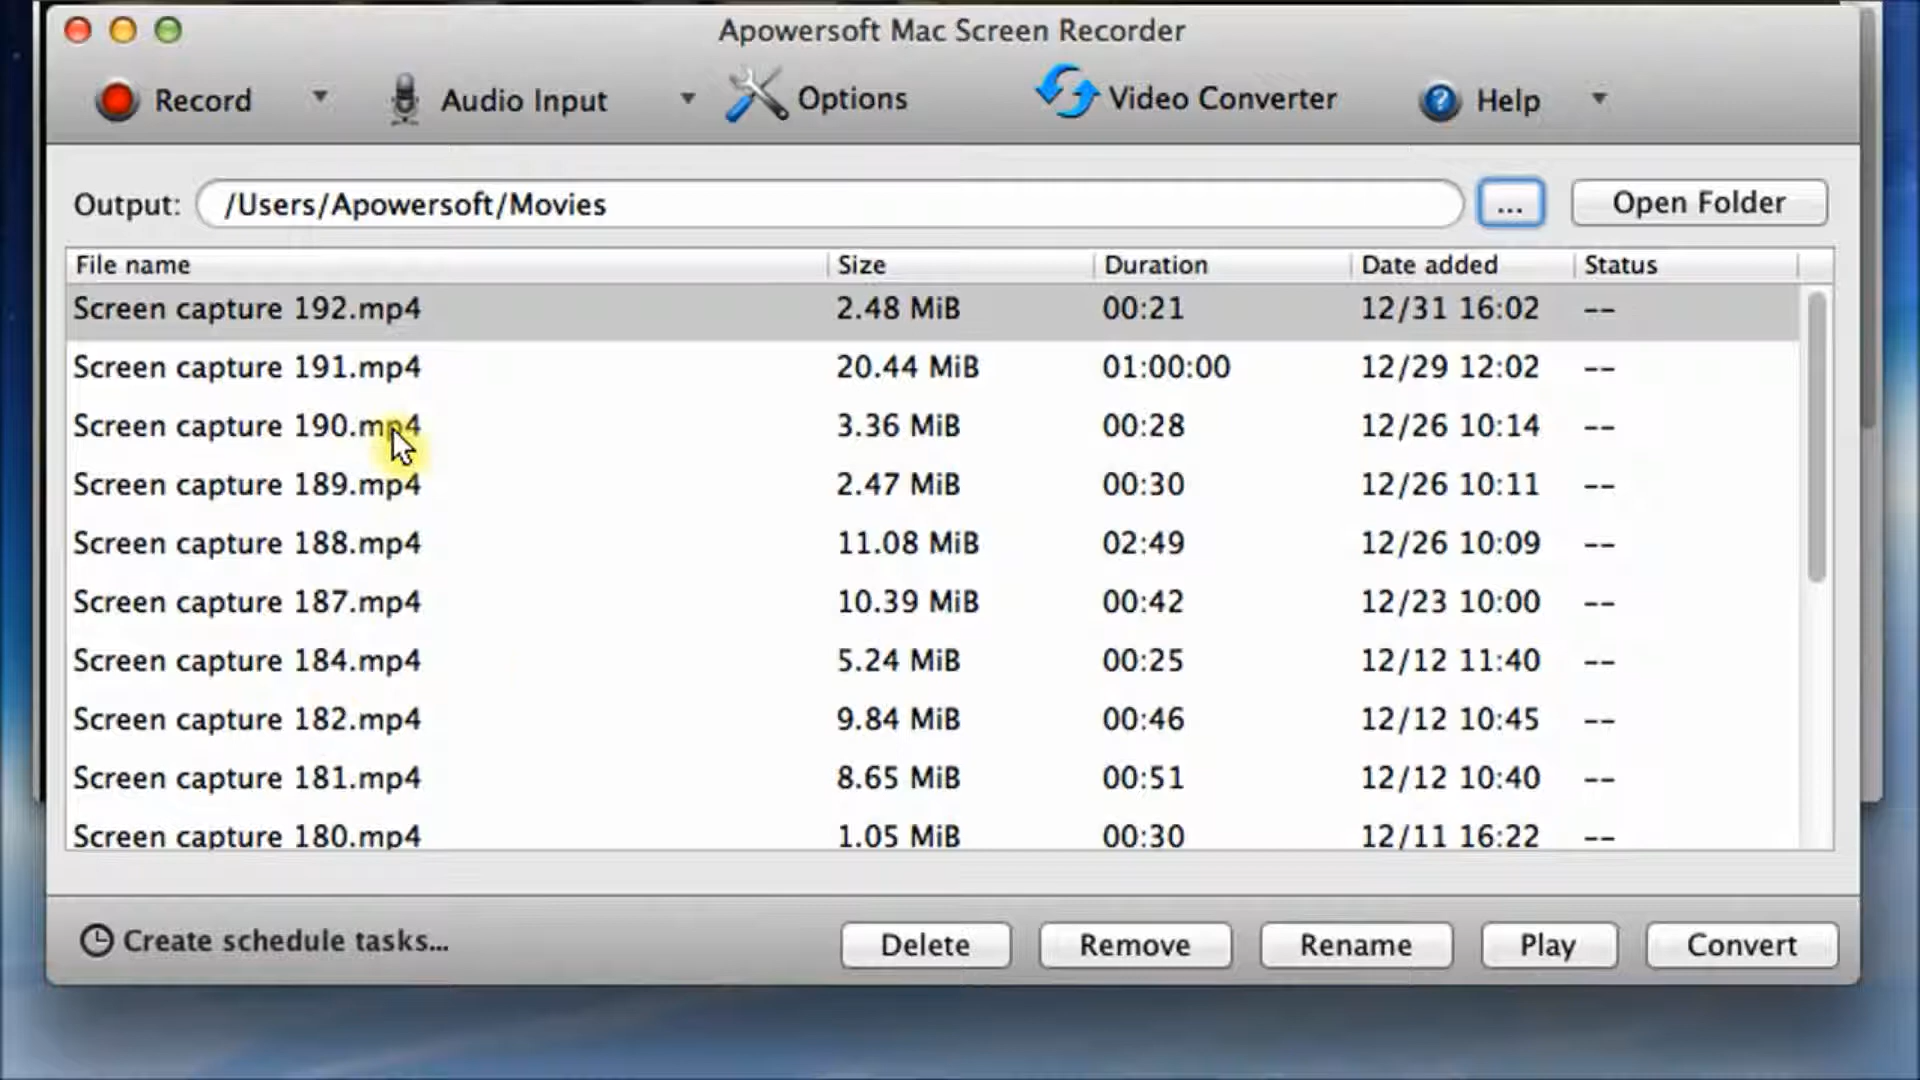 Apowersoft Mac Screen Recorder
Record Audio Input Options Video Converter ? Help
Output: /Users/Apowersoft/Movies ... Open Folder
File name Size Duration Date added Status
Screen capture 192.mp4 2.48 MiB 00:21 12/31 16:02 --
Screen capture 191.mp4 20.44 MiB 01:00:00 12/29 12:02 --
Screen capture 190.mp4 3.36 MiB 00:28 12/26 10:14 --
Screen capture 189.mp4 2.47 MiB 00:30 12/26 10:11 --
Screen capture 188.mp4 11.08 MiB 02:49 12/26 10:09 --
Screen capture 187.mp4 10.39 MiB 00:42 12/23 10:00 --
Screen capture 184.mp4 5.24 MiB 00:25 12/12 11:40 --
Screen capture 182.mp4 9.84 MiB 00:46 12/12 10:45 --
Screen capture 181.mp4 8.65 MiB 00:51 12/12 10:40 --
Screen capture 180.mp4 1.05 MiB 00:30 12/11 16:22 --
Create schedule tasks... Delete Remove Rename Play Convert